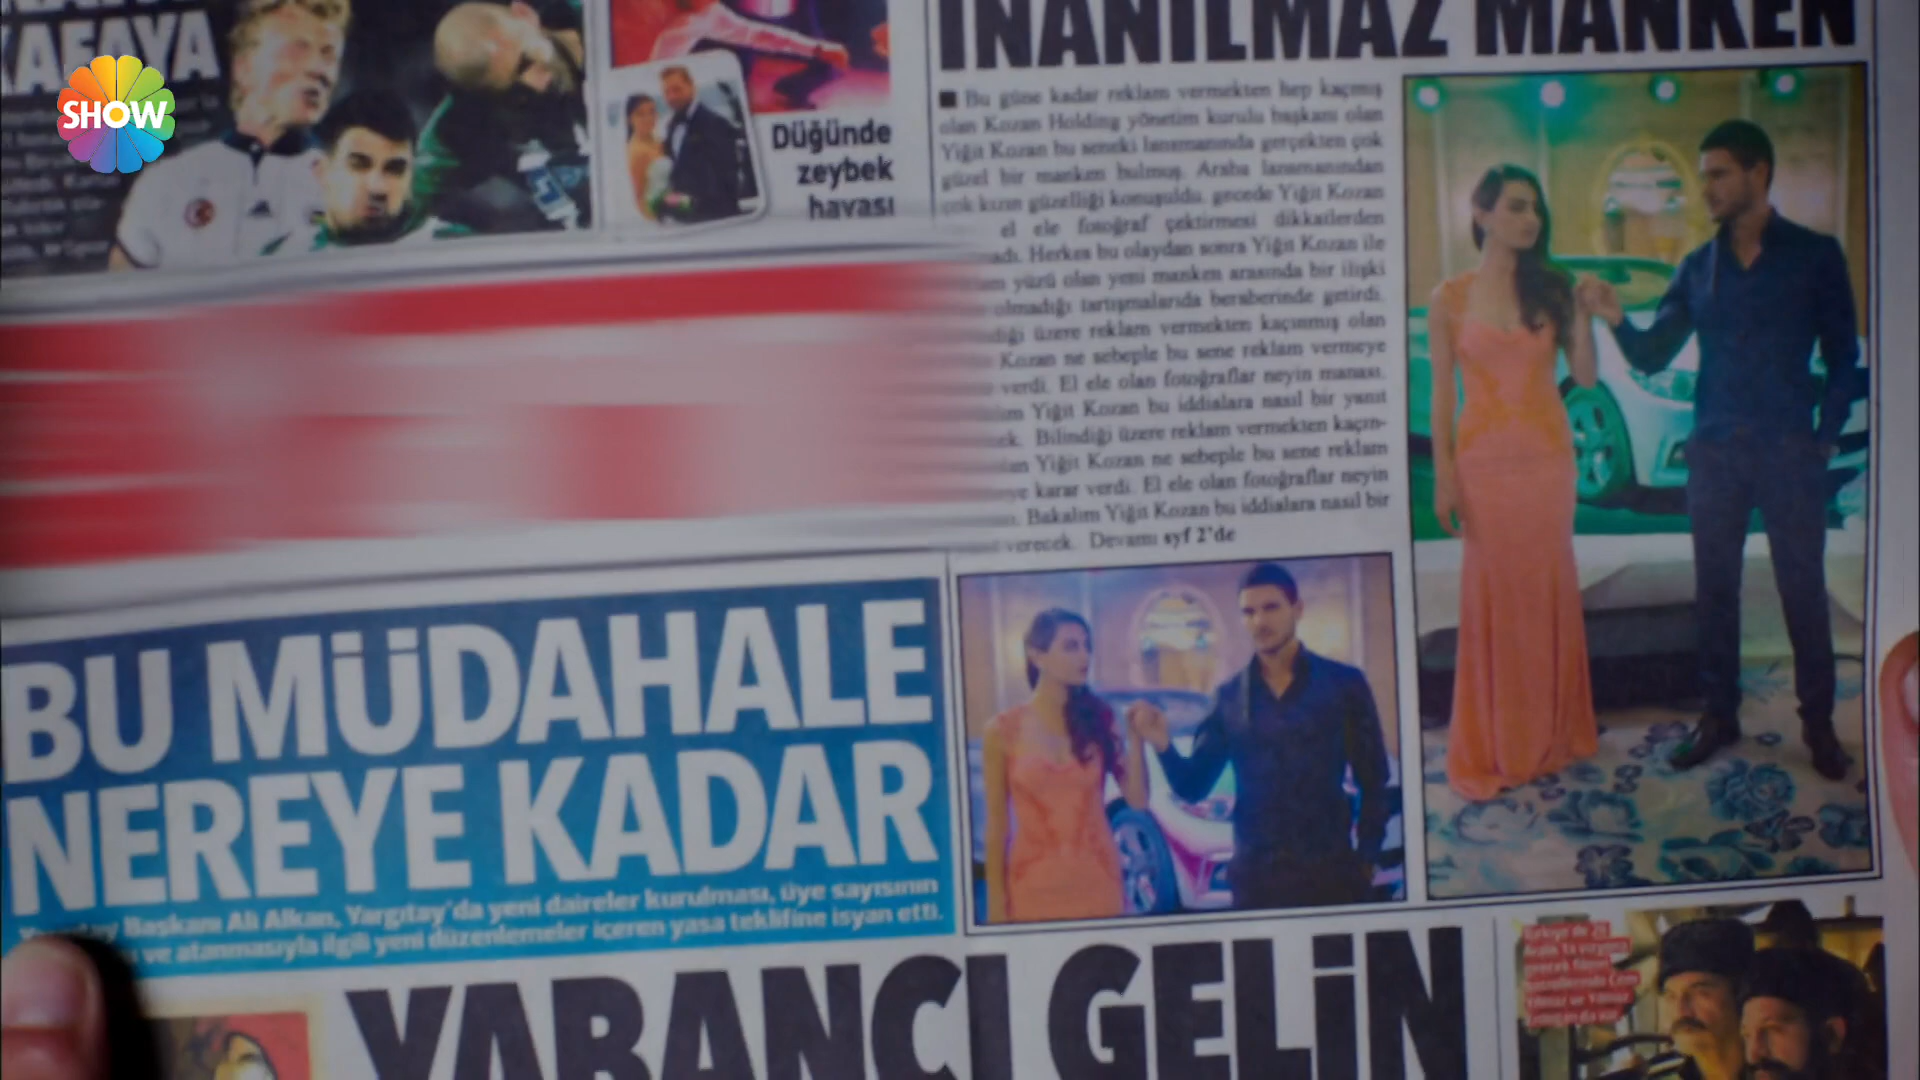 KAFAYA
SHOW
Düğünde
zeybek
havası
İNANILMAZ MANKEN
Bu güne kadar reklam vermekten hep kaçmış
olan Kozan Holding yönetim kurulu başkanı olan
Yiğit Kozan bu seneki lansmanında gerçekten çok
güzel bir manken bulmuş. Araba lansmanından
çok kızın güzelliği konuşuldu. gecede Yiğit Kozan
el ele fotoğraf çektirmesi dikkatlerden
Herkes bu olaydan sonra Yiğit Kozan ile
yüzü olan yeni manken arasında bir ilişki
olmadığı tartışmalarıda beraberinde getirdi.
üzere reklam vermekten kaçınmış olan
Kozan ne sebeple bu sene reklam vermeye
verdi. El ele olan fotoğraflar neyin manası.
Yiğit Kozan bu iddialara nasıl bir yanıt
Bilindiği üzere reklam vermekten kaçın-
Yiğit Kozan ne sebeple bu sene reklam
karar verdi. El ele olan fotoğraflar neyin
Bakalım Yiğit Kozan bu iddialara nasıl bir
verecek. Devamı syf 2'de
BU MÜDAHALE
NEREYE KADAR
Başkanı Ali Alkan, Yargıtay'da yeni daireler kurulması, üye sayısının
ve atanmasıyla ilgili yeni düzenlemeler içeren yasa teklifine isyan etti.
YABANCI GELİN